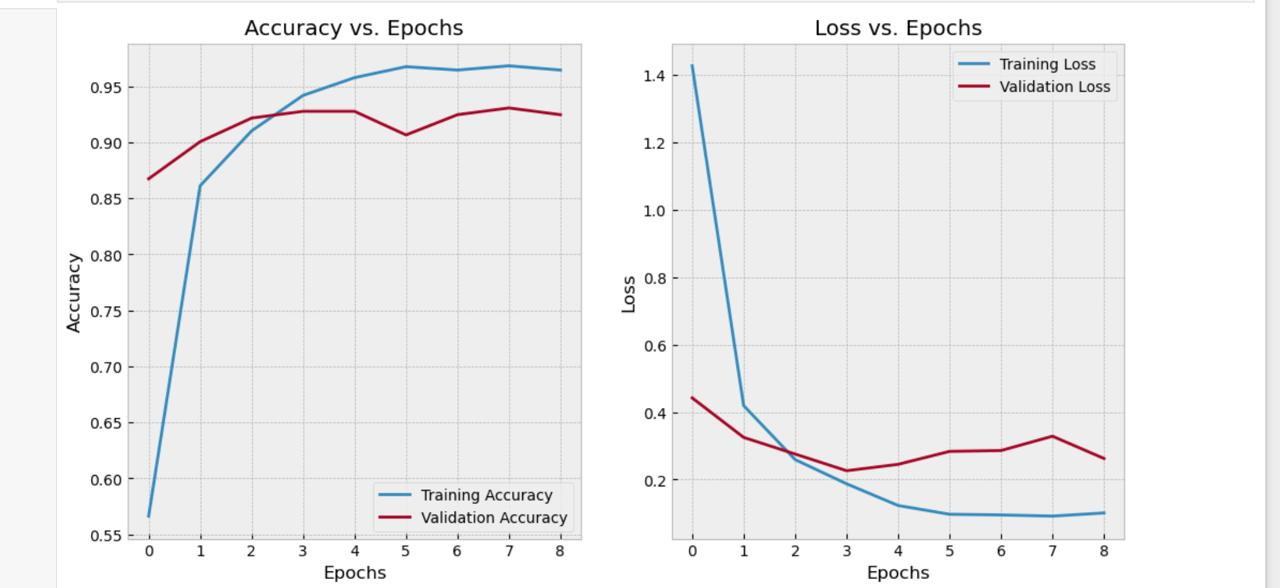 Accuracy vs. Epochs
0.95
0.90
0.85
0.80
0.75
0.70
0.65
0.60
0.55
Accuracy
Training Accuracy
Validation Accuracy
0 1 2 3 4 5 6 7 8
Epochs
Loss vs. Epochs
1.4
1.2
1.0
0.8
0.6
0.4
0.2
Loss
Training Loss
Validation Loss
0 1 2 3 4 5 6 7 8
Epochs